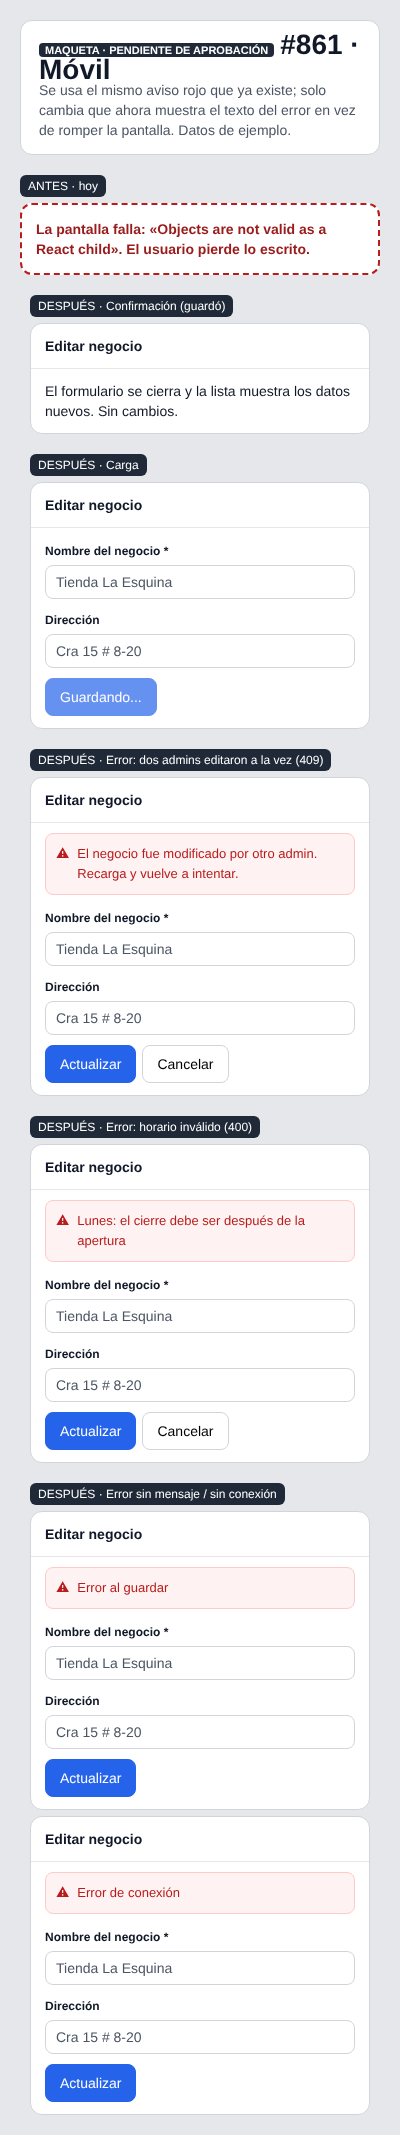 MAQUETA · PENDIENTE DE APROBACIÓN #861 ·
Móvil
Se usa el mismo aviso rojo que ya existe; solo
cambia que ahora muestra el texto del error en vez
de romper la pantalla. Datos de ejemplo.
ANTES · hoy
La pantalla falla: «Objects are not valid as a
React child». El usuario pierde lo escrito.
DESPUÉS · Confirmación (guardó)
Editar negocio
El formulario se cierra y la lista muestra los datos
nuevos. Sin cambios.
DESPUÉS · Carga
Editar negocio
Nombre del negocio *
Tienda La Esquina
Dirección
Cra 15 # 8-20
Guardando...
DESPUÉS · Error: dos admins editaron a la vez (409)
Editar negocio
El negocio fue modificado por otro admin.
Recarga y vuelve a intentar.
Nombre del negocio *
Tienda La Esquina
Dirección
Cra 15 # 8-20
Actualizar Cancelar
DESPUÉS · Error: horario inválido (400)
Editar negocio
Lunes: el cierre debe ser después de la
apertura
Nombre del negocio *
Tienda La Esquina
Dirección
Cra 15 # 8-20
Actualizar Cancelar
DESPUÉS · Error sin mensaje / sin conexión
Editar negocio
Error al guardar
Nombre del negocio *
Tienda La Esquina
Dirección
Cra 15 # 8-20
Actualizar
Editar negocio
Error de conexión
Nombre del negocio *
Tienda La Esquina
Dirección
Cra 15 # 8-20
Actualizar